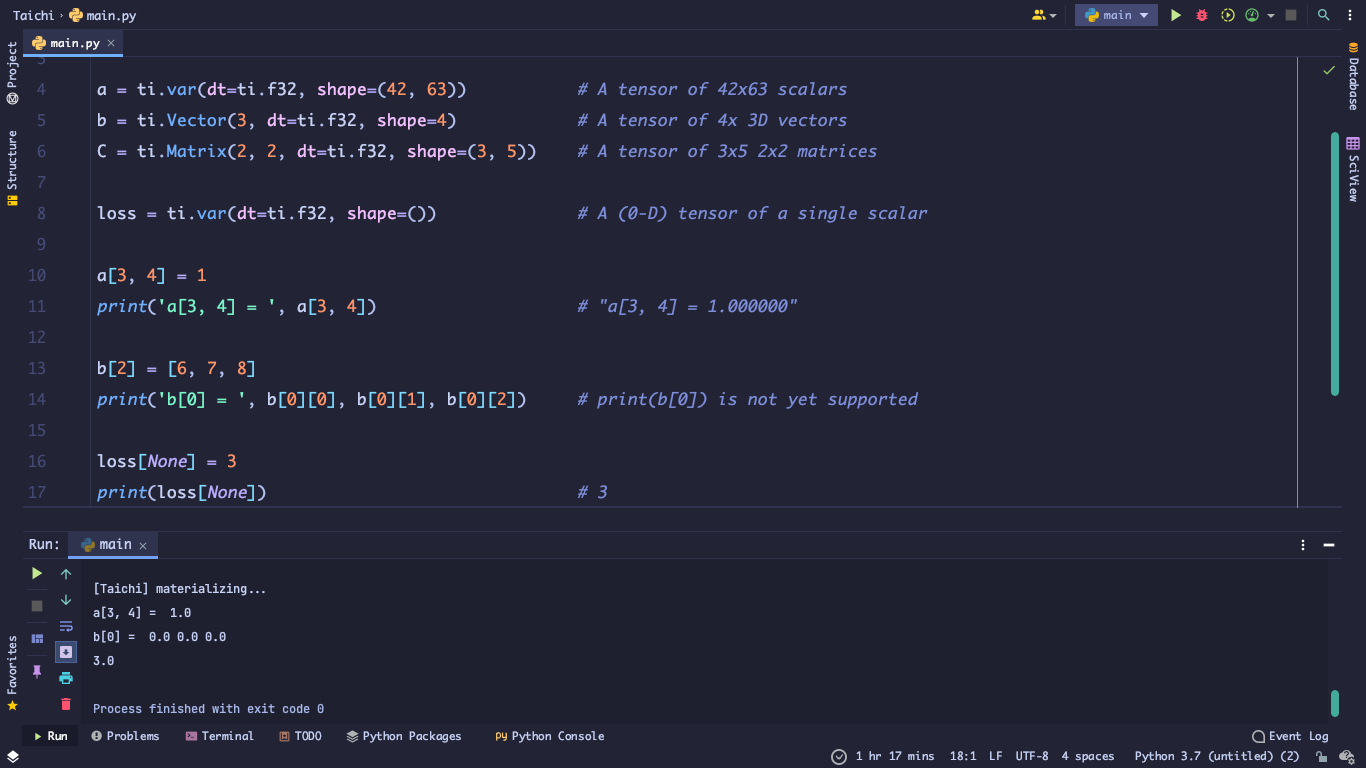 Taichi › main.py
main
main.py ×
Project
Structure
Favorites
Database
SciView
3
4 a = ti.var(dt=ti.f32, shape=(42, 63)) # A tensor of 42x63 scalars
5 b = ti.Vector(3, dt=ti.f32, shape=4) # A tensor of 4x 3D vectors
6 C = ti.Matrix(2, 2, dt=ti.f32, shape=(3, 5)) # A tensor of 3x5 2x2 matrices
7
8 loss = ti.var(dt=ti.f32, shape=()) # A (0-D) tensor of a single scalar
9
10 a[3, 4] = 1
11 print('a[3, 4] = ', a[3, 4]) # "a[3, 4] = 1.000000"
12
13 b[2] = [6, 7, 8]
14 print('b[0] = ', b[0][0], b[0][1], b[0][2]) # print(b[0]) is not yet supported
15
16 loss[None] = 3
17 print(loss[None]) # 3
Run: main ×
[Taichi] materializing...
a[3, 4] =  1.0
b[0] =  0.0 0.0 0.0
3.0
Process finished with exit code 0
Run Problems Terminal TODO Python Packages Python Console Event Log
1 hr 17 mins 18:1 LF UTF-8 4 spaces Python 3.7 (untitled) (2)